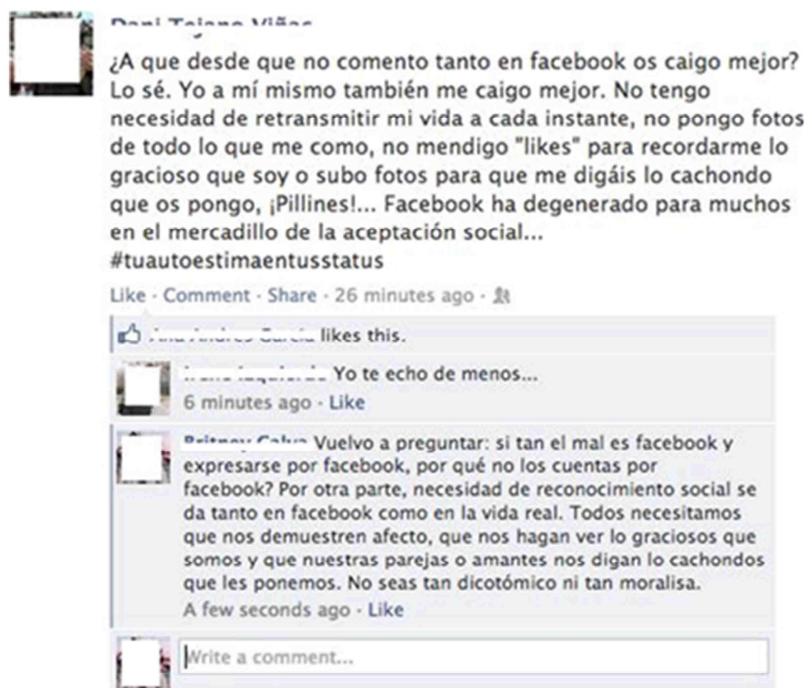 ¿A que desde que no comento tanto en facebook os caigo mejor?
Lo sé. Yo a mí mismo también me caigo mejor. No tengo
necesidad de retransmitir mi vida a cada instante, no pongo fotos
de todo lo que me como, no mendigo "likes" para recordarme lo
gracioso que soy o subo fotos para que me digáis lo cachondo
que os pongo, ¡Pillines!... Facebook ha degenerado para muchos
en el mercadillo de la aceptación social...
#tuautoestimaentusstatus
Like · Comment · Share · 26 minutes ago ·
likes this.
Yo te echo de menos...
6 minutes ago · Like
Vuelvo a preguntar: si tan el mal es facebook y
expresarse por facebook, por qué no los cuentas por
facebook? Por otra parte, necesidad de reconocimiento social se
da tanto en facebook como en la vida real. Todos necesitamos
que nos demuestren afecto, que nos hagan ver lo graciosos que
somos y que nuestras parejas o amantes nos digan lo cachondos
que les ponemos. No seas tan dicotómico ni tan moralisa.
A few seconds ago · Like
Write a comment...